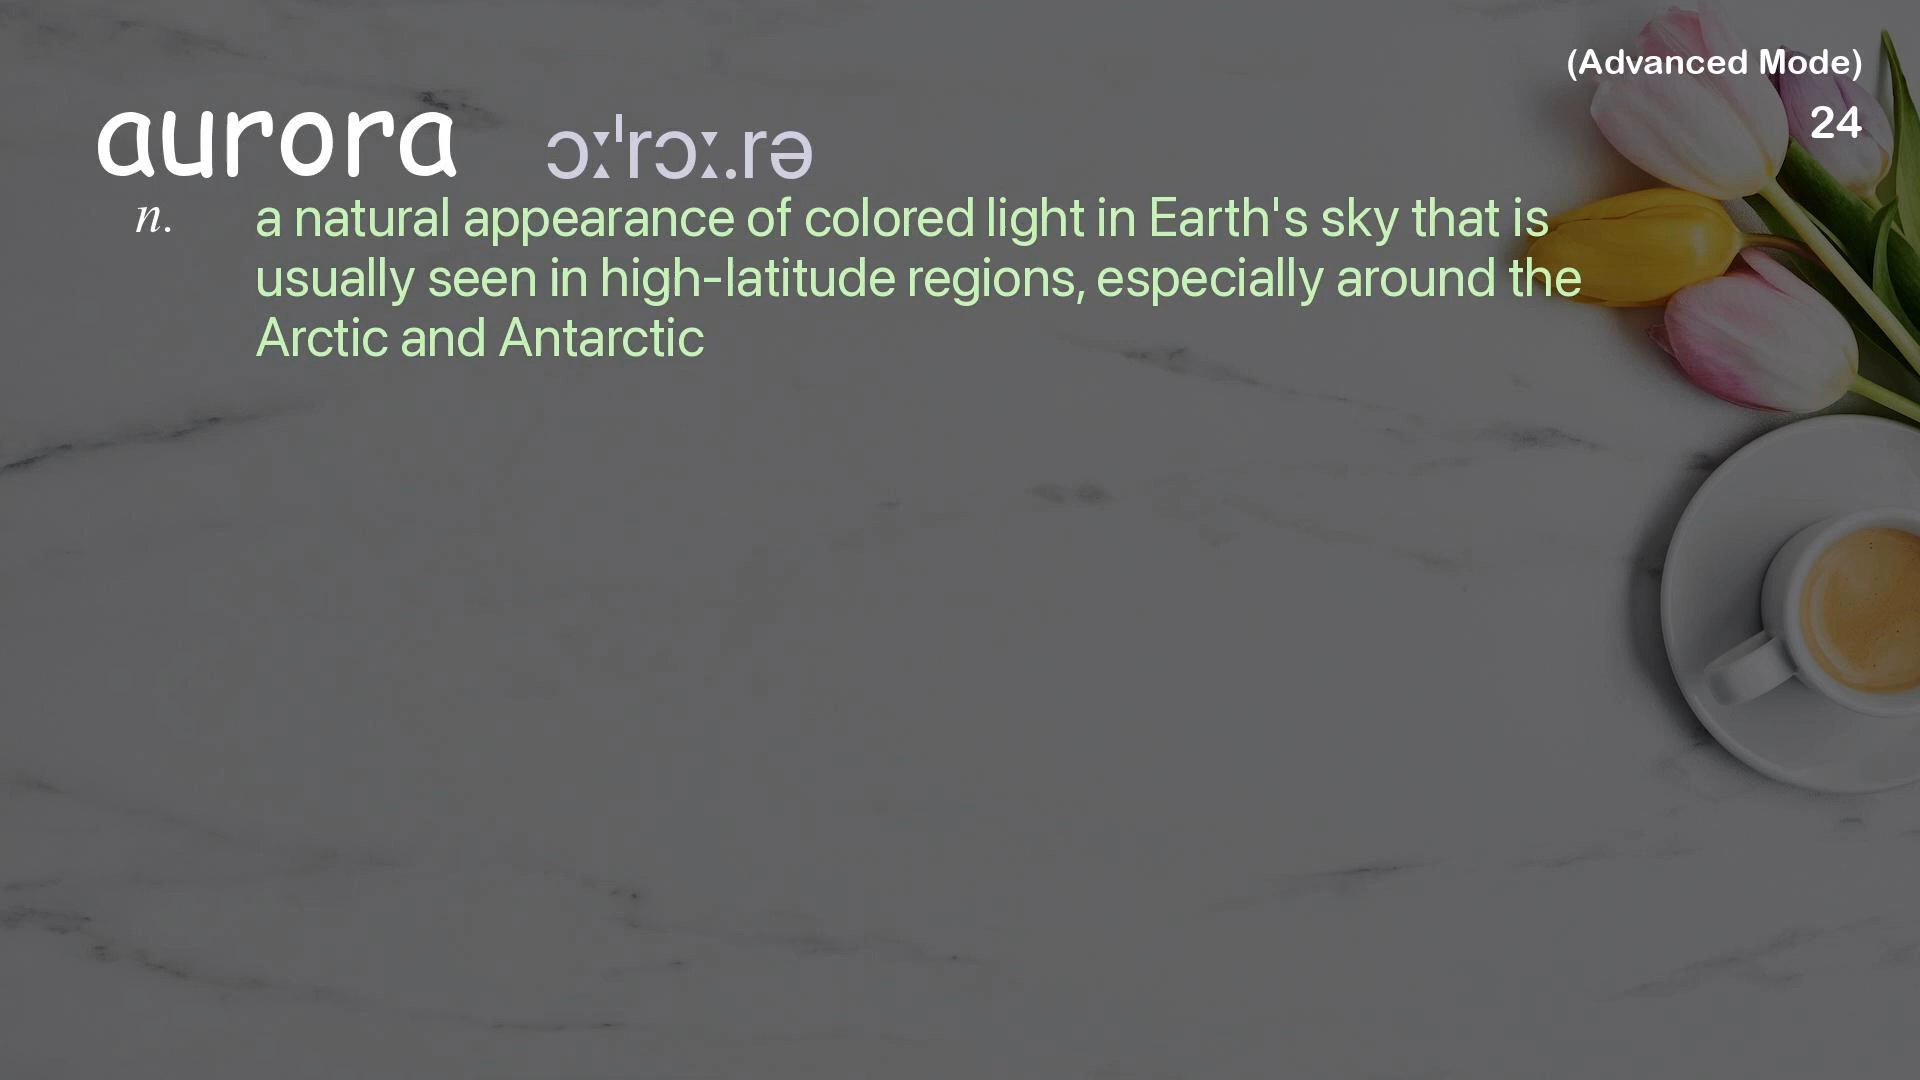 (Advanced Mode)
24
aurora ɔːˈrɔː.rə
n. a natural appearance of colored light in Earth's sky that is
usually seen in high-latitude regions, especially around the
Arctic and Antarctic